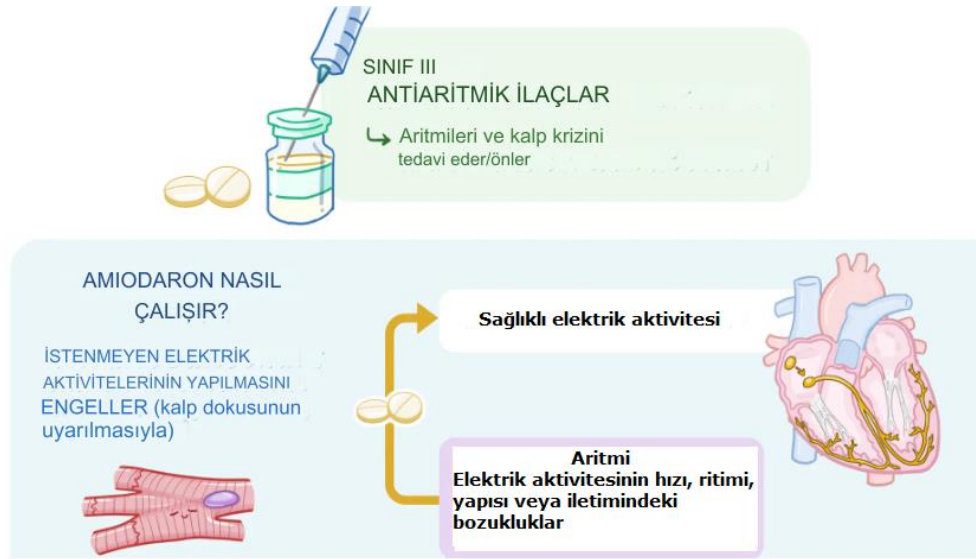 SINIF III
ANTİARİTMİK İLAÇLAR
Aritmileri ve kalp krizini
tedavi eder/önler
AMIODARON NASIL
ÇALIŞIR?
İSTENMEYEN ELEKTRİK
AKTİVİTELERİNİN YAPILMASINI
ENGELLER (kalp dokusunun
uyarılmasıyla)
Sağlıklı elektrik aktivitesi
Aritmi
Elektrik aktivitesinin hızı, ritimi,
yapısı veya iletimindeki
bozukluklar